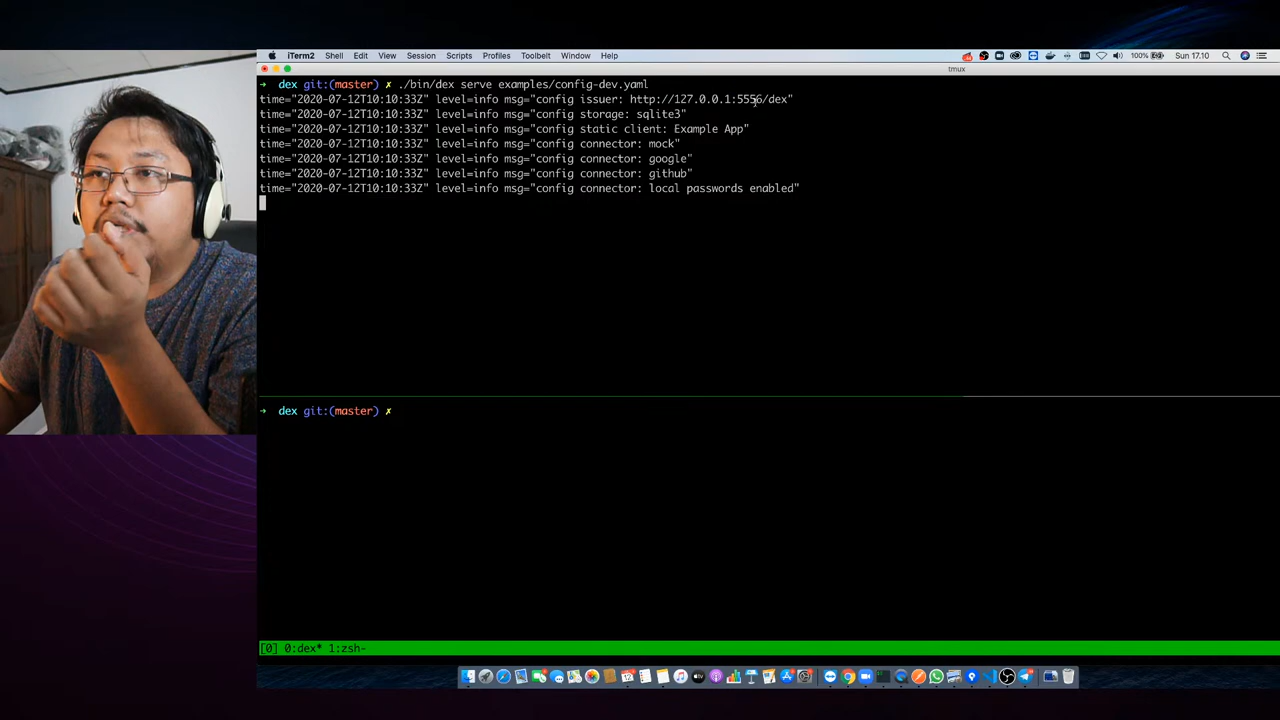 iTerm2 Shell Edit View Session Scripts Profiles Toolbelt Window Help
100% Sun 17.10
tmux
→ dex git:(master) ✗ ./bin/dex serve examples/config-dev.yaml
time="2020-07-12T10:10:33Z" level=info msg="config issuer: http://127.0.0.1:5556/dex"
time="2020-07-12T10:10:33Z" level=info msg="config storage: sqlite3"
time="2020-07-12T10:10:33Z" level=info msg="config static client: Example App"
time="2020-07-12T10:10:33Z" level=info msg="config connector: mock"
time="2020-07-12T10:10:33Z" level=info msg="config connector: google"
time="2020-07-12T10:10:33Z" level=info msg="config connector: github"
time="2020-07-12T10:10:33Z" level=info msg="config connector: local passwords enabled"
→ dex git:(master) ✗
[0] 0:dex* 1:zsh-